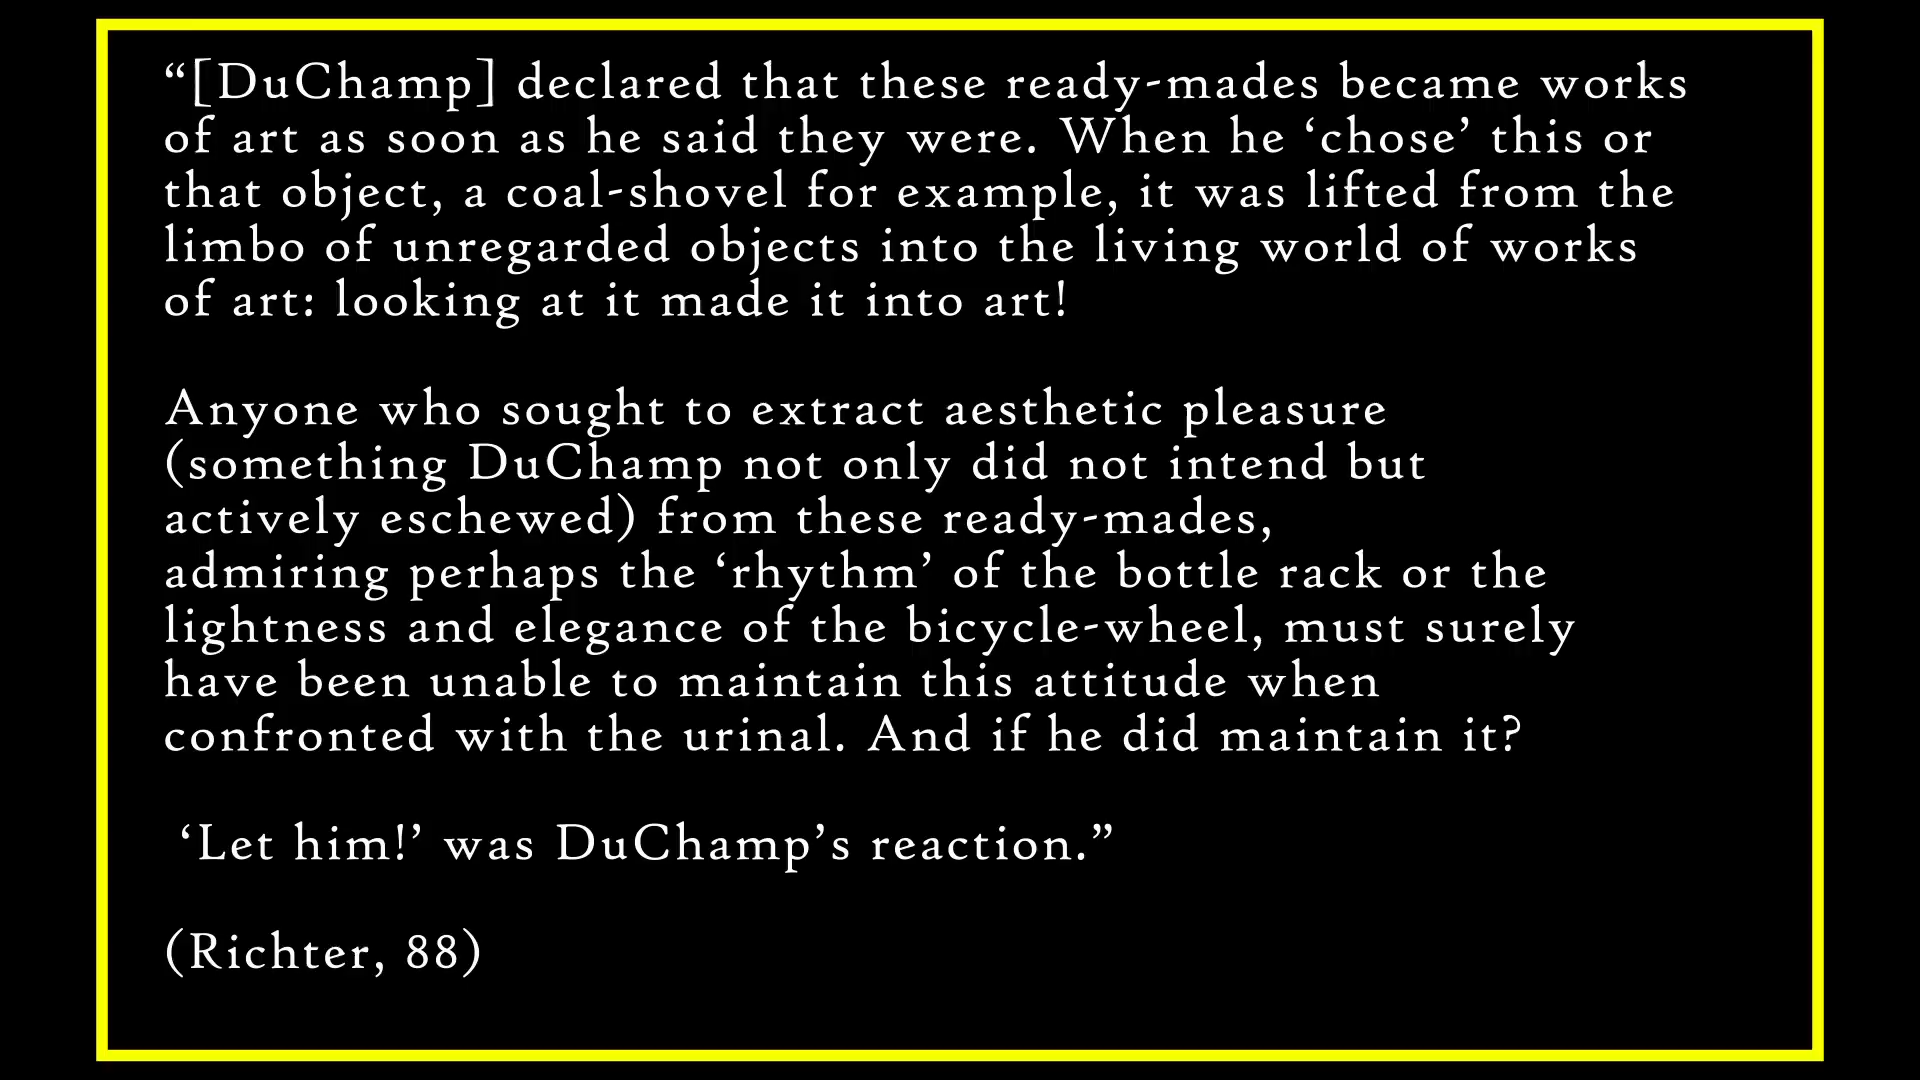 “[DuChamp] declared that these ready-mades became works
of art as soon as he said they were. When he ‘chose’ this or
that object, a coal-shovel for example, it was lifted from the
limbo of unregarded objects into the living world of works
of art: looking at it made it into art!
Anyone who sought to extract aesthetic pleasure
(something DuChamp not only did not intend but
actively eschewed) from these ready-mades,
admiring perhaps the ‘rhythm’ of the bottle rack or the
lightness and elegance of the bicycle-wheel, must surely
have been unable to maintain this attitude when
confronted with the urinal. And if he did maintain it?
‘Let him!’ was DuChamp’s reaction.”
(Richter, 88)